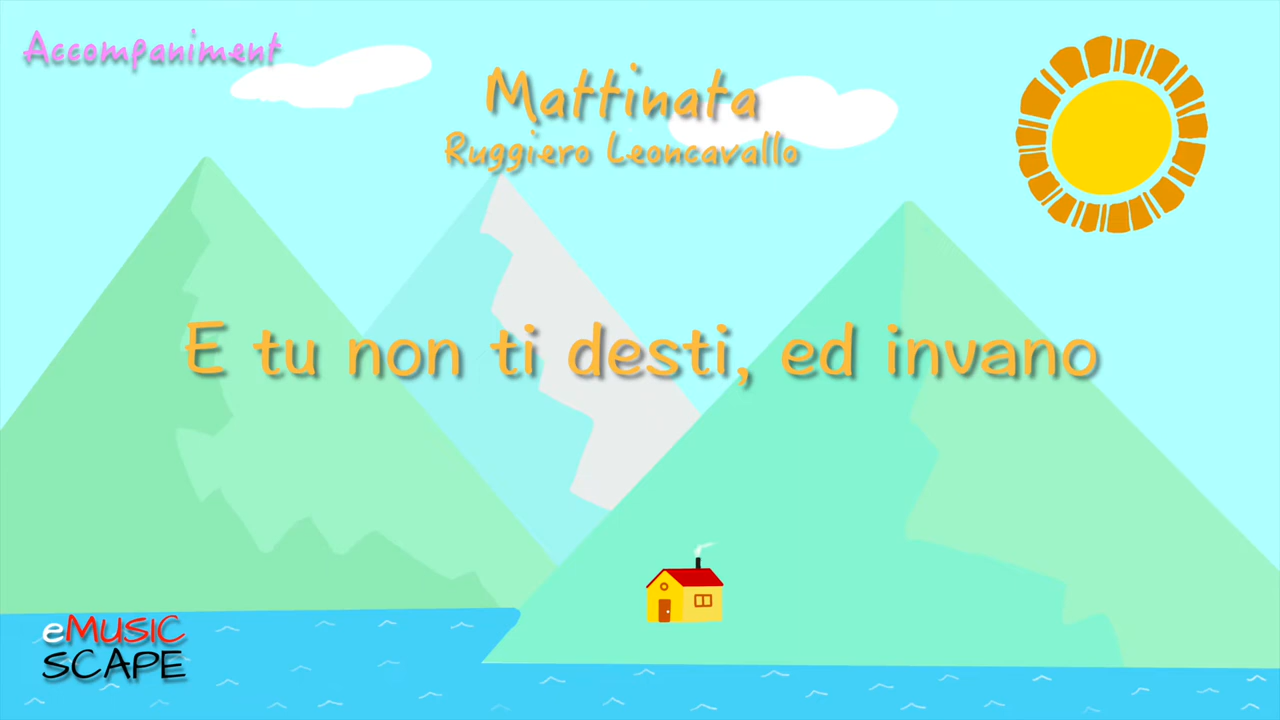 Accompaniment
Mattinata
Ruggiero Leoncavallo
E tu non ti desti, ed invano
eMUSIC
SCAPE